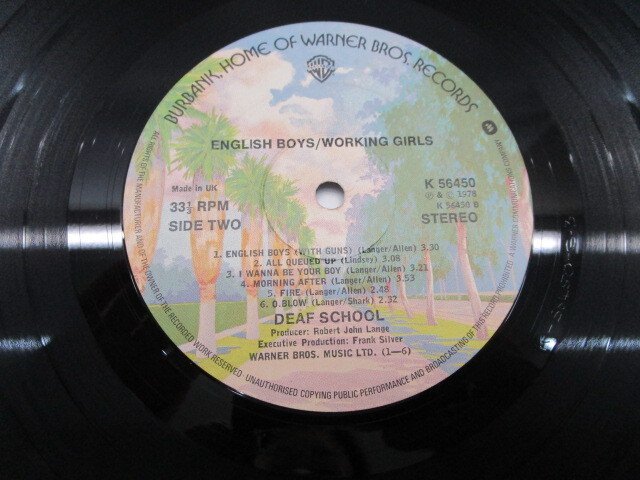 BURBANK, HOME OF WARNER BROS. RECORDS
ENGLISH BOYS/WORKING GIRLS
Made in UK
33⅓ RPM
SIDE TWO
K 56450
Ⓟ & © 1978
K 56450 B
STEREO
1. ENGLISH BOYS (WITH GUNS) (Langer/Allen) 3.30
2. ALL QUEUED UP (Lindsey) 3.08
3. I WANNA BE YOUR BOY (Langer/Allen) 3.21
4. MORNING AFTER (Langer/Allen) 3.53
5. FIRE (Langer/Allen) 2.48
6. O.BLOW (Langer/Shark) 2.32
DEAF SCHOOL
Producer: Robert John Lange
Executive Production: Frank Silver
WARNER BROS. MUSIC LTD. (1—6)
ALL RIGHTS OF THE MANUFACTURER AND OF THE OWNER OF THE RECORDED WORK RESERVED · UNAUTHORISED COPYING PUBLIC PERFORMANCE AND BROADCASTING OF THIS RECORD PROHIBITED · A WARNER COMMUNICATIONS COMPANY